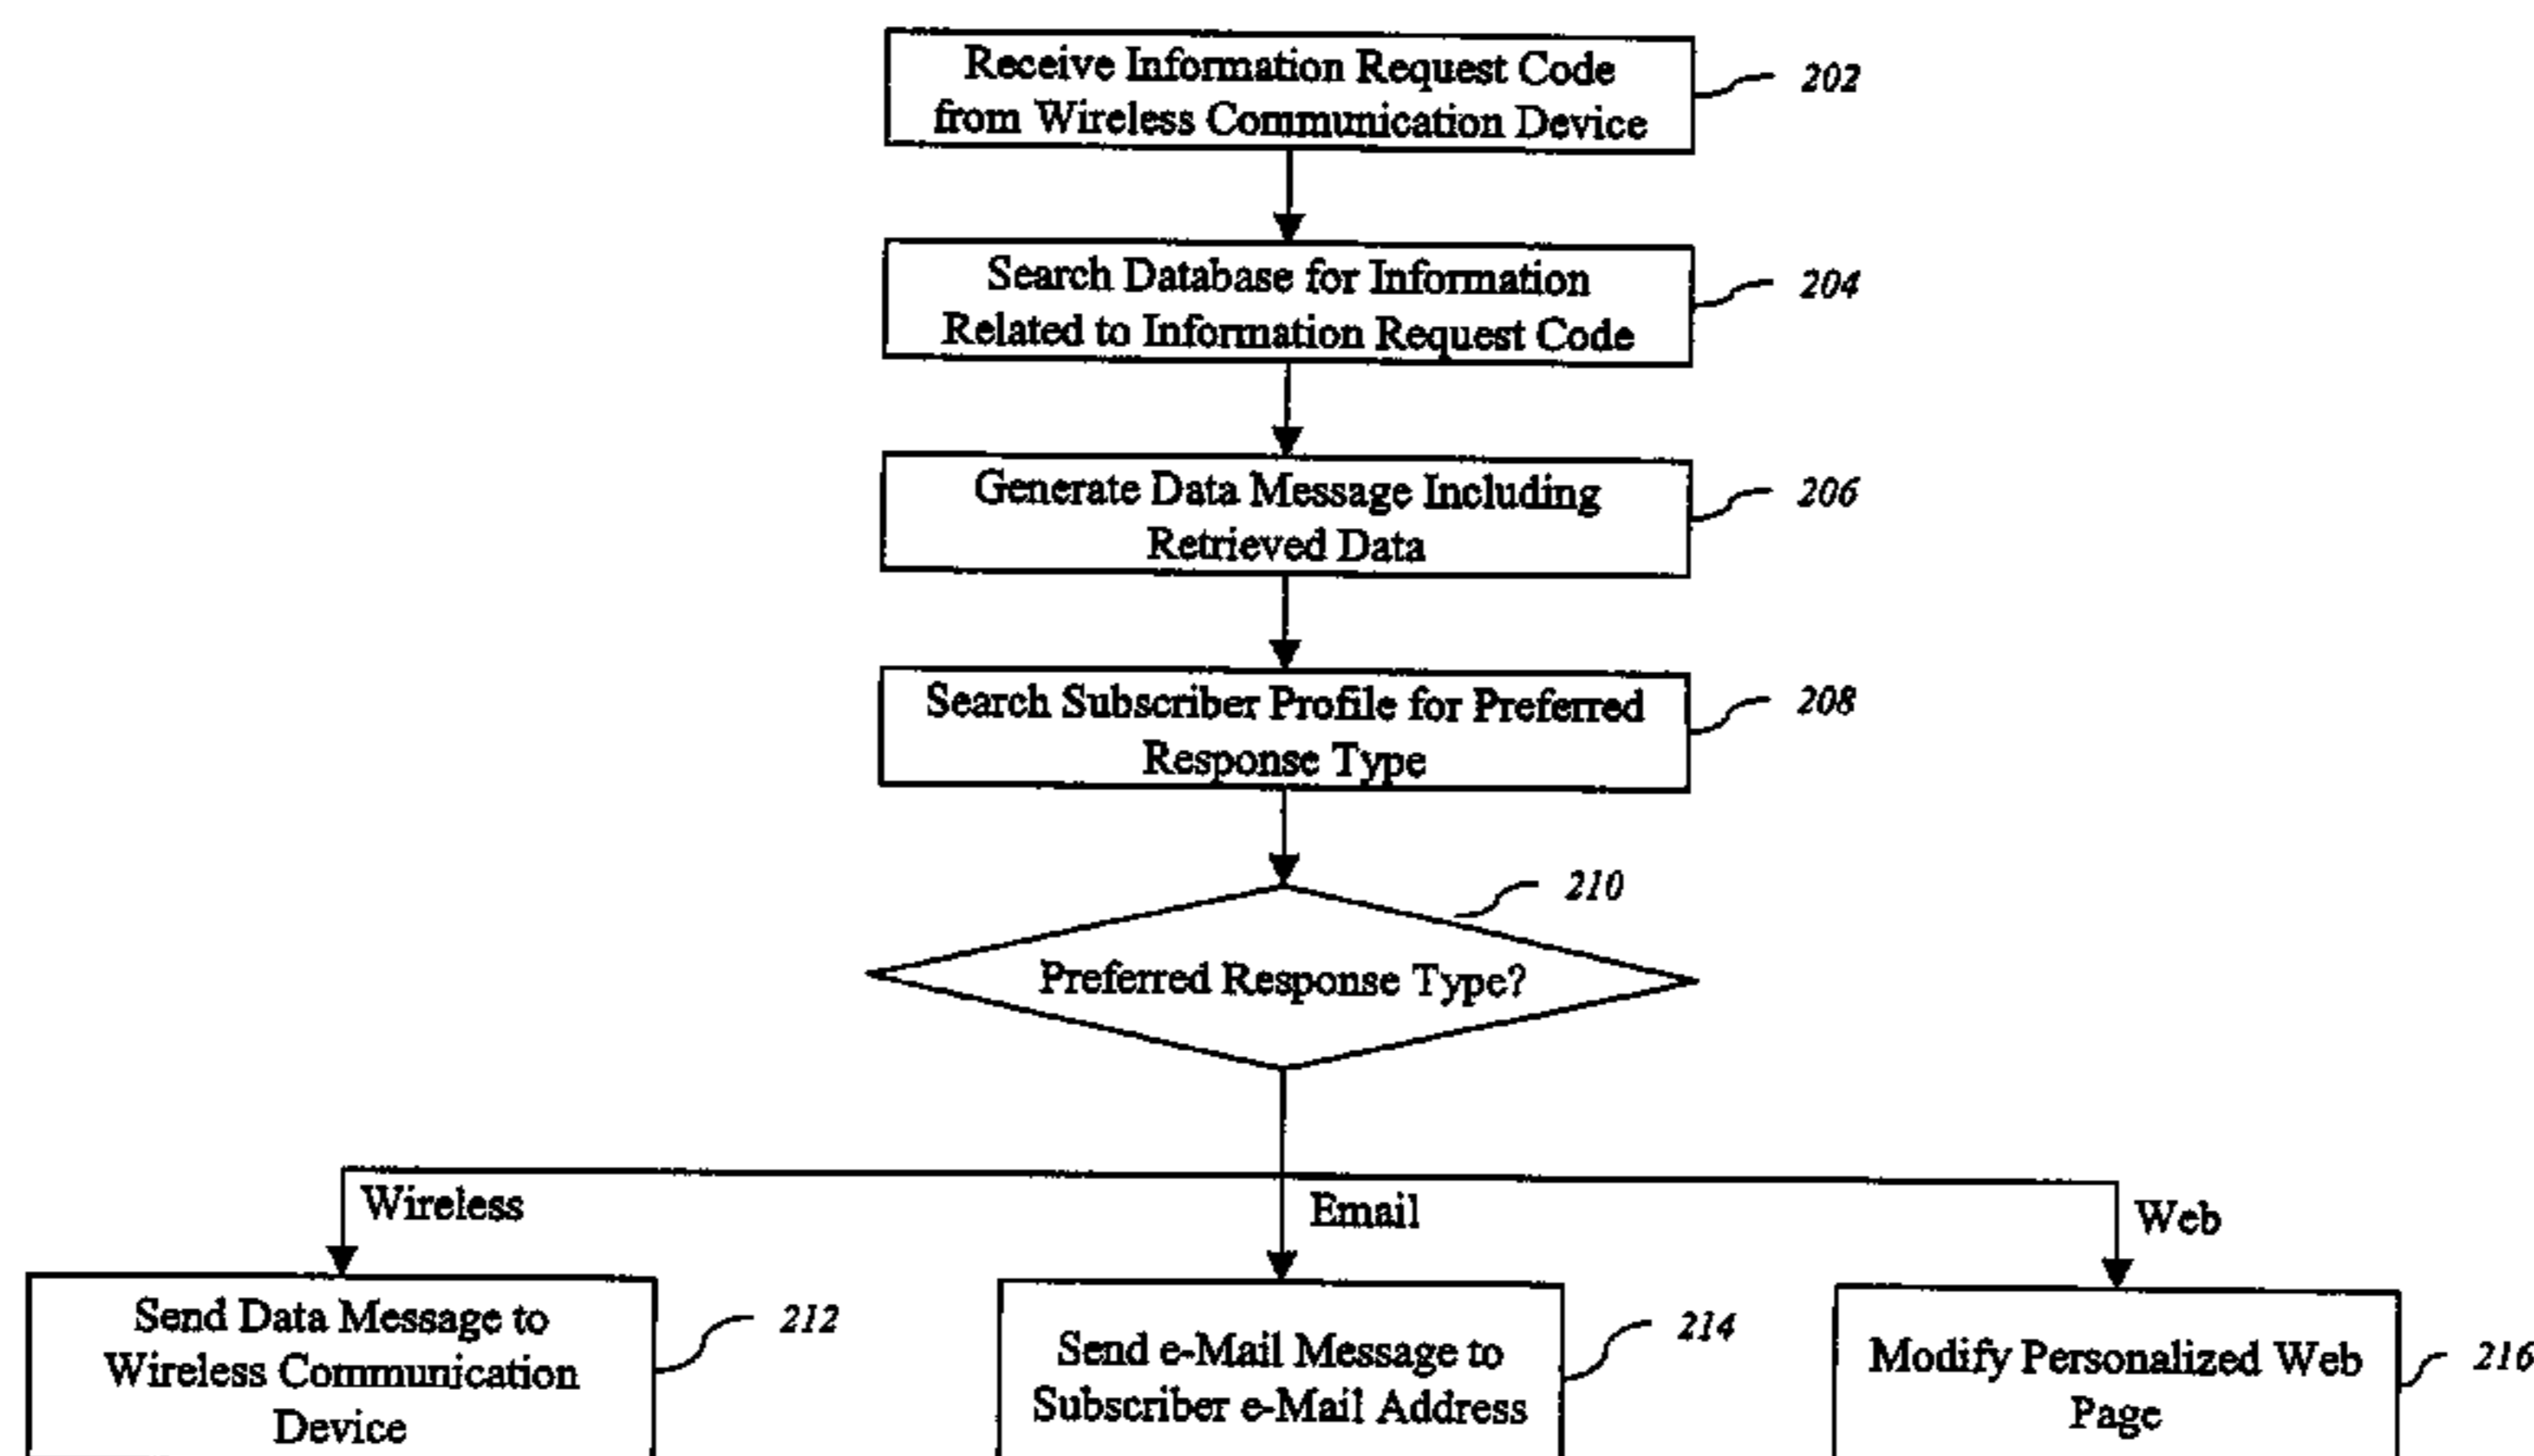 Receive Information Request Code
from Wireless Communication Device
202
Search Database for Information
Related to Information Request Code
204
Generate Data Message Including
Retrieved Data
206
Search Subscriber Profile for Preferred
Response Type
208
210
Preferred Response Type?
Wireless
Email
Web
Send Data Message to
Wireless Communication
Device
212
Send e-Mail Message to
Subscriber e-Mail Address
214
Modify Personalized Web
Page
216